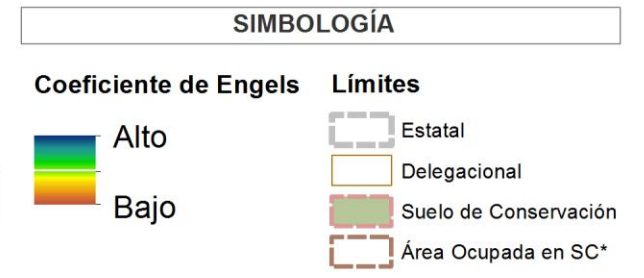 SIMBOLOGÍA
Coeficiente de Engels
Alto
Bajo
Límites
Estatal
Delegacional
Suelo de Conservación
Área Ocupada en SC*